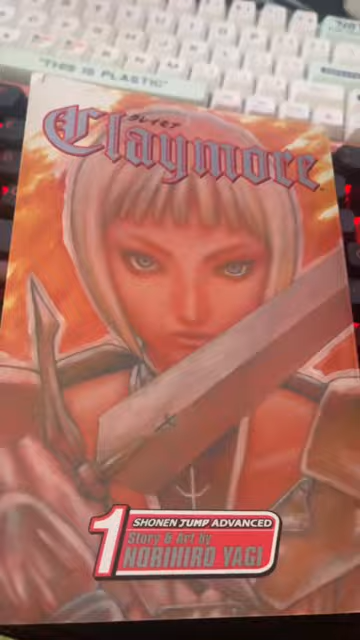 "THIS IS PLASTIC"
Claymore
1
SHONEN JUMP ADVANCED
Story & Art by
NORIHIRO YAGI